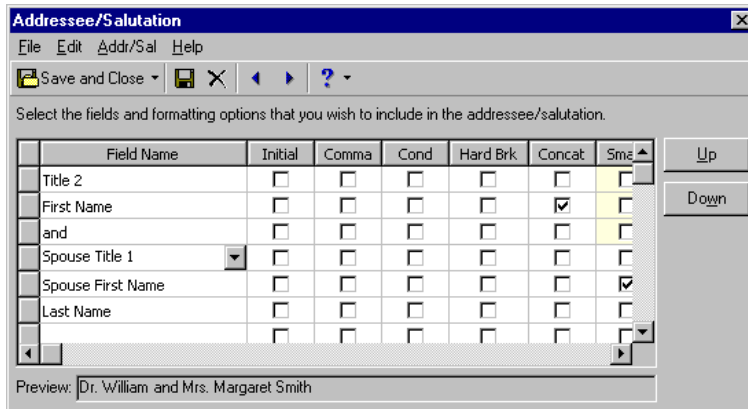 Addressee/Salutation
File Edit Addr/Sal Help
Save and Close ?
Select the fields and formatting options that you wish to include in the addressee/salutation.
Field Name Initial Comma Cond Hard Brk Concat Sma
Up
Title 2
Down
First Name
and
Spouse Title 1
Spouse First Name
Last Name
Preview: Dr. William and Mrs. Margaret Smith